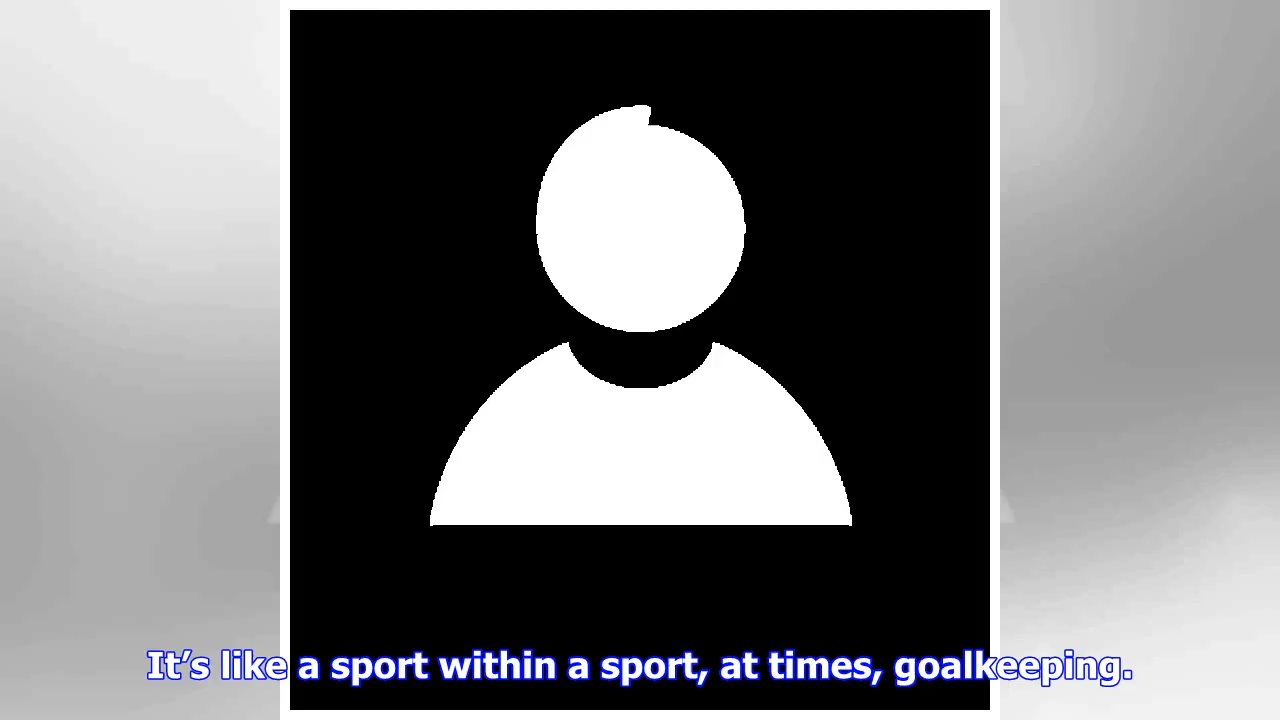 It’s like a sport within a sport, at times, goalkeeping.